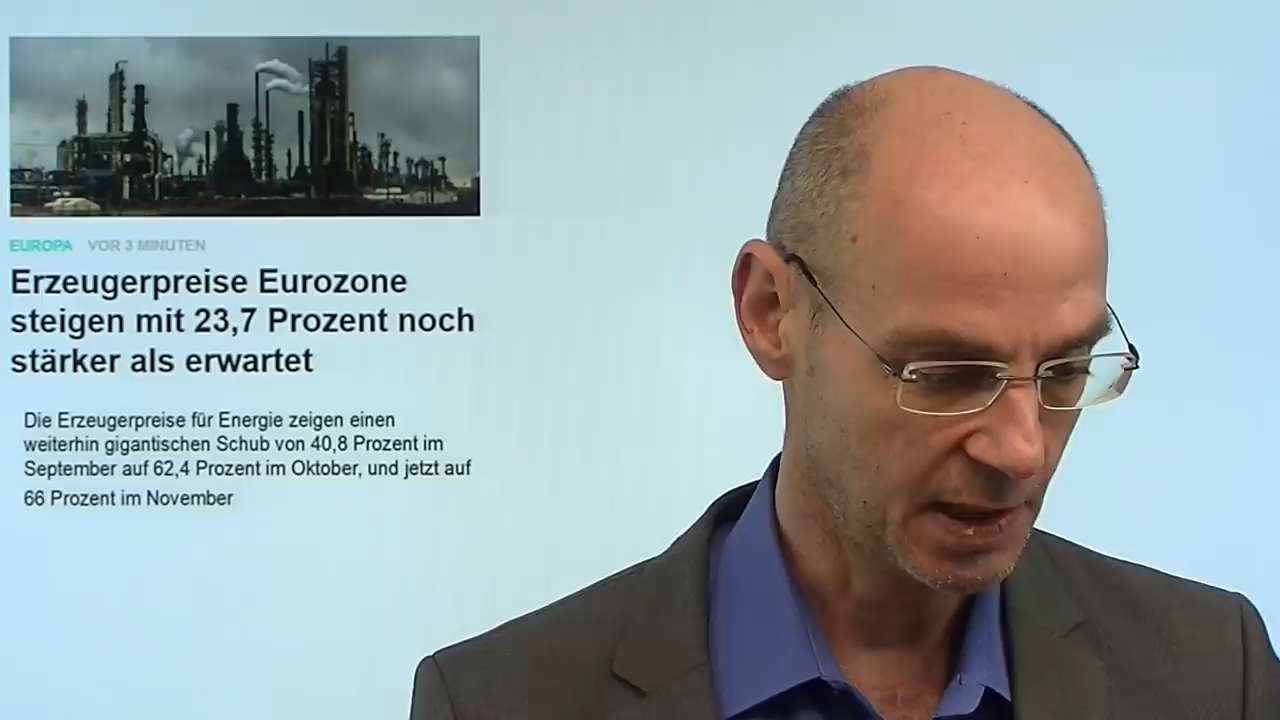 EUROPA VOR 3 MINUTEN
Erzeugerpreise Eurozone
steigen mit 23,7 Prozent noch
stärker als erwartet
Die Erzeugerpreise für Energie zeigen einen
weiterhin gigantischen Schub von 40,8 Prozent im
September auf 62,4 Prozent im Oktober, und jetzt auf
66 Prozent im November